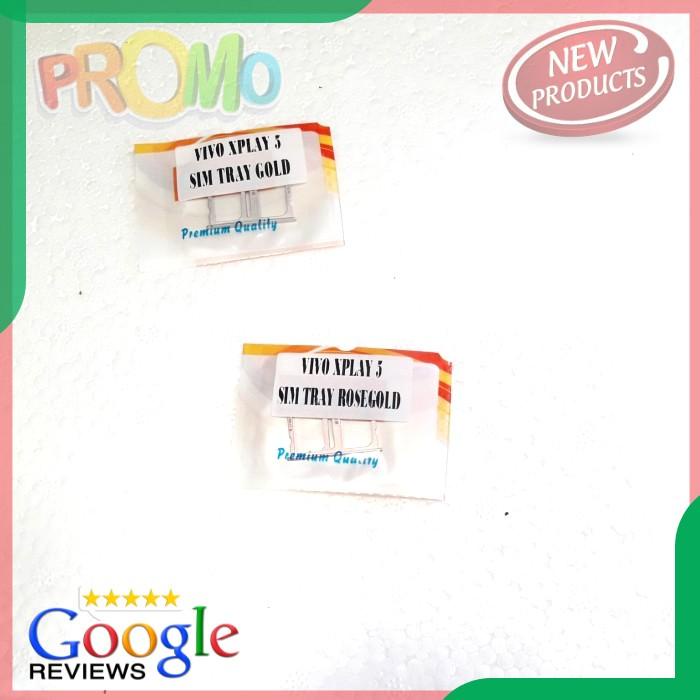 PROMO
NEW
PRODUCTS
VIVO XPLAY 5
SIM TRAY GOLD
Premium Quality
VIVO XPLAY 5
SIM TRAY ROSEGOLD
Premium Quality
Google
REVIEWS